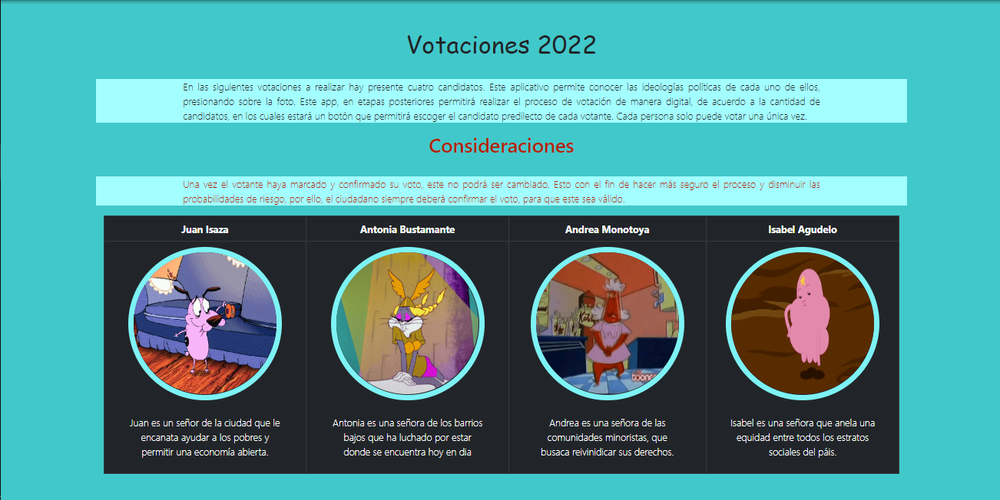 Votaciones 2022
En las siguientes votaciones a realizar hay presente cuatro candidatos. Este aplicativo permite conocer las ideologías políticas de cada uno de ellos,
presionando sobre la foto. Este app, en etapas posteriores permitirá realizar el proceso de votación de manera digital, de acuerdo a la cantidad de
candidatos, en los cuales estará un botón que permitirá escoger el candidato predilecto de cada votante. Cada persona solo puede votar una única vez.
Consideraciones
Una vez el votante haya marcado y confirmado su voto, este no podrá ser cambiado. Esto con el fin de hacer más seguro el proceso y disminuir las
probabilidades de riesgo, por ello, el ciudadano siempre deberá confirmar el voto, para que este sea válido.
Juan Isaza
Antonia Bustamante
Andrea Monotoya
Isabel Agudelo
Juan es un señor de la ciudad que le
encanata ayudar a los pobres y
permitir una economía abierta.
Antonia es una señora de los barrios
bajos que ha luchado por estar
donde se encuentra hoy en dia
Andrea es una señora de las
comunidades minoristas, que
busaca reivinidicar sus derechos.
Isabel es una señora que anela una
equidad entre todos los estratos
sociales del páis.